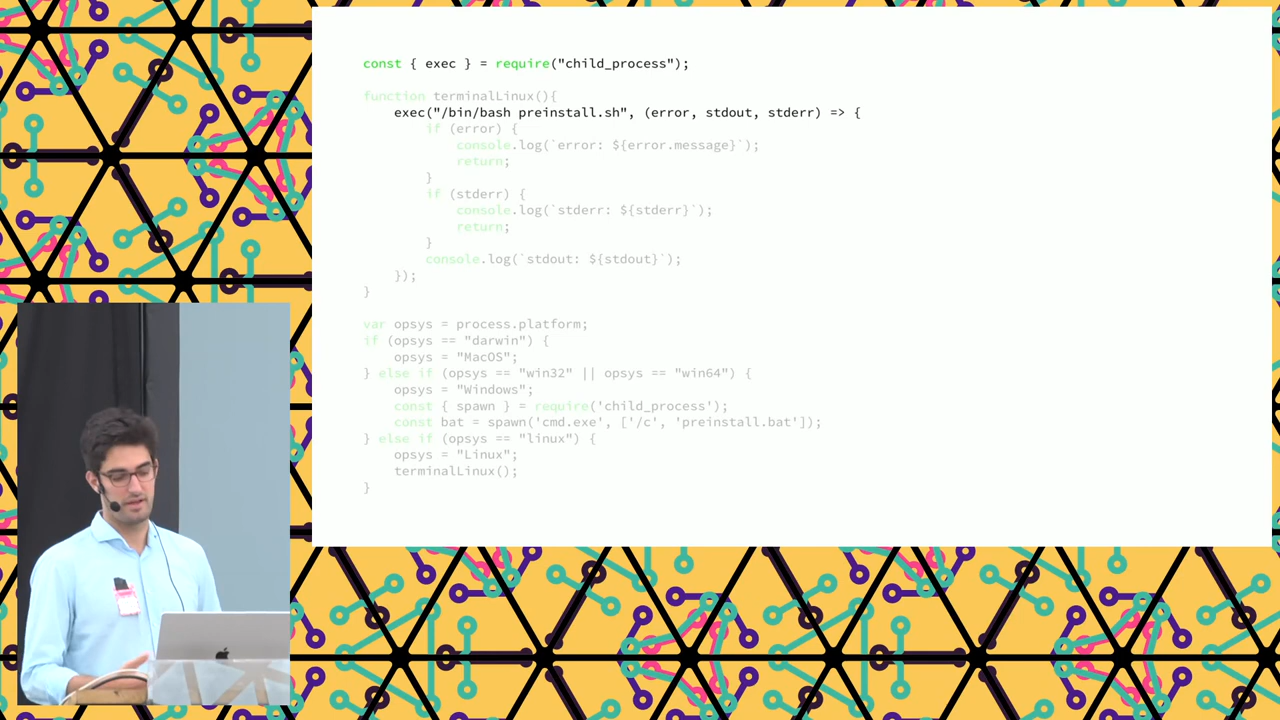 const { exec } = require("child_process");
function terminalLinux(){
exec("/bin/bash preinstall.sh", (error, stdout, stderr) => {
if (error) {
console.log(`error: ${error.message}`);
return;
}
if (stderr) {
console.log(`stderr: ${stderr}`);
return;
}
console.log(`stdout: ${stdout}`);
});
}
var opsys = process.platform;
if (opsys == "darwin") {
opsys = "MacOS";
} else if (opsys == "win32" || opsys == "win64") {
opsys = "Windows";
const { spawn } = require('child_process');
const bat = spawn('cmd.exe', ['/c', 'preinstall.bat']);
} else if (opsys == "linux") {
opsys = "Linux";
terminalLinux();
}